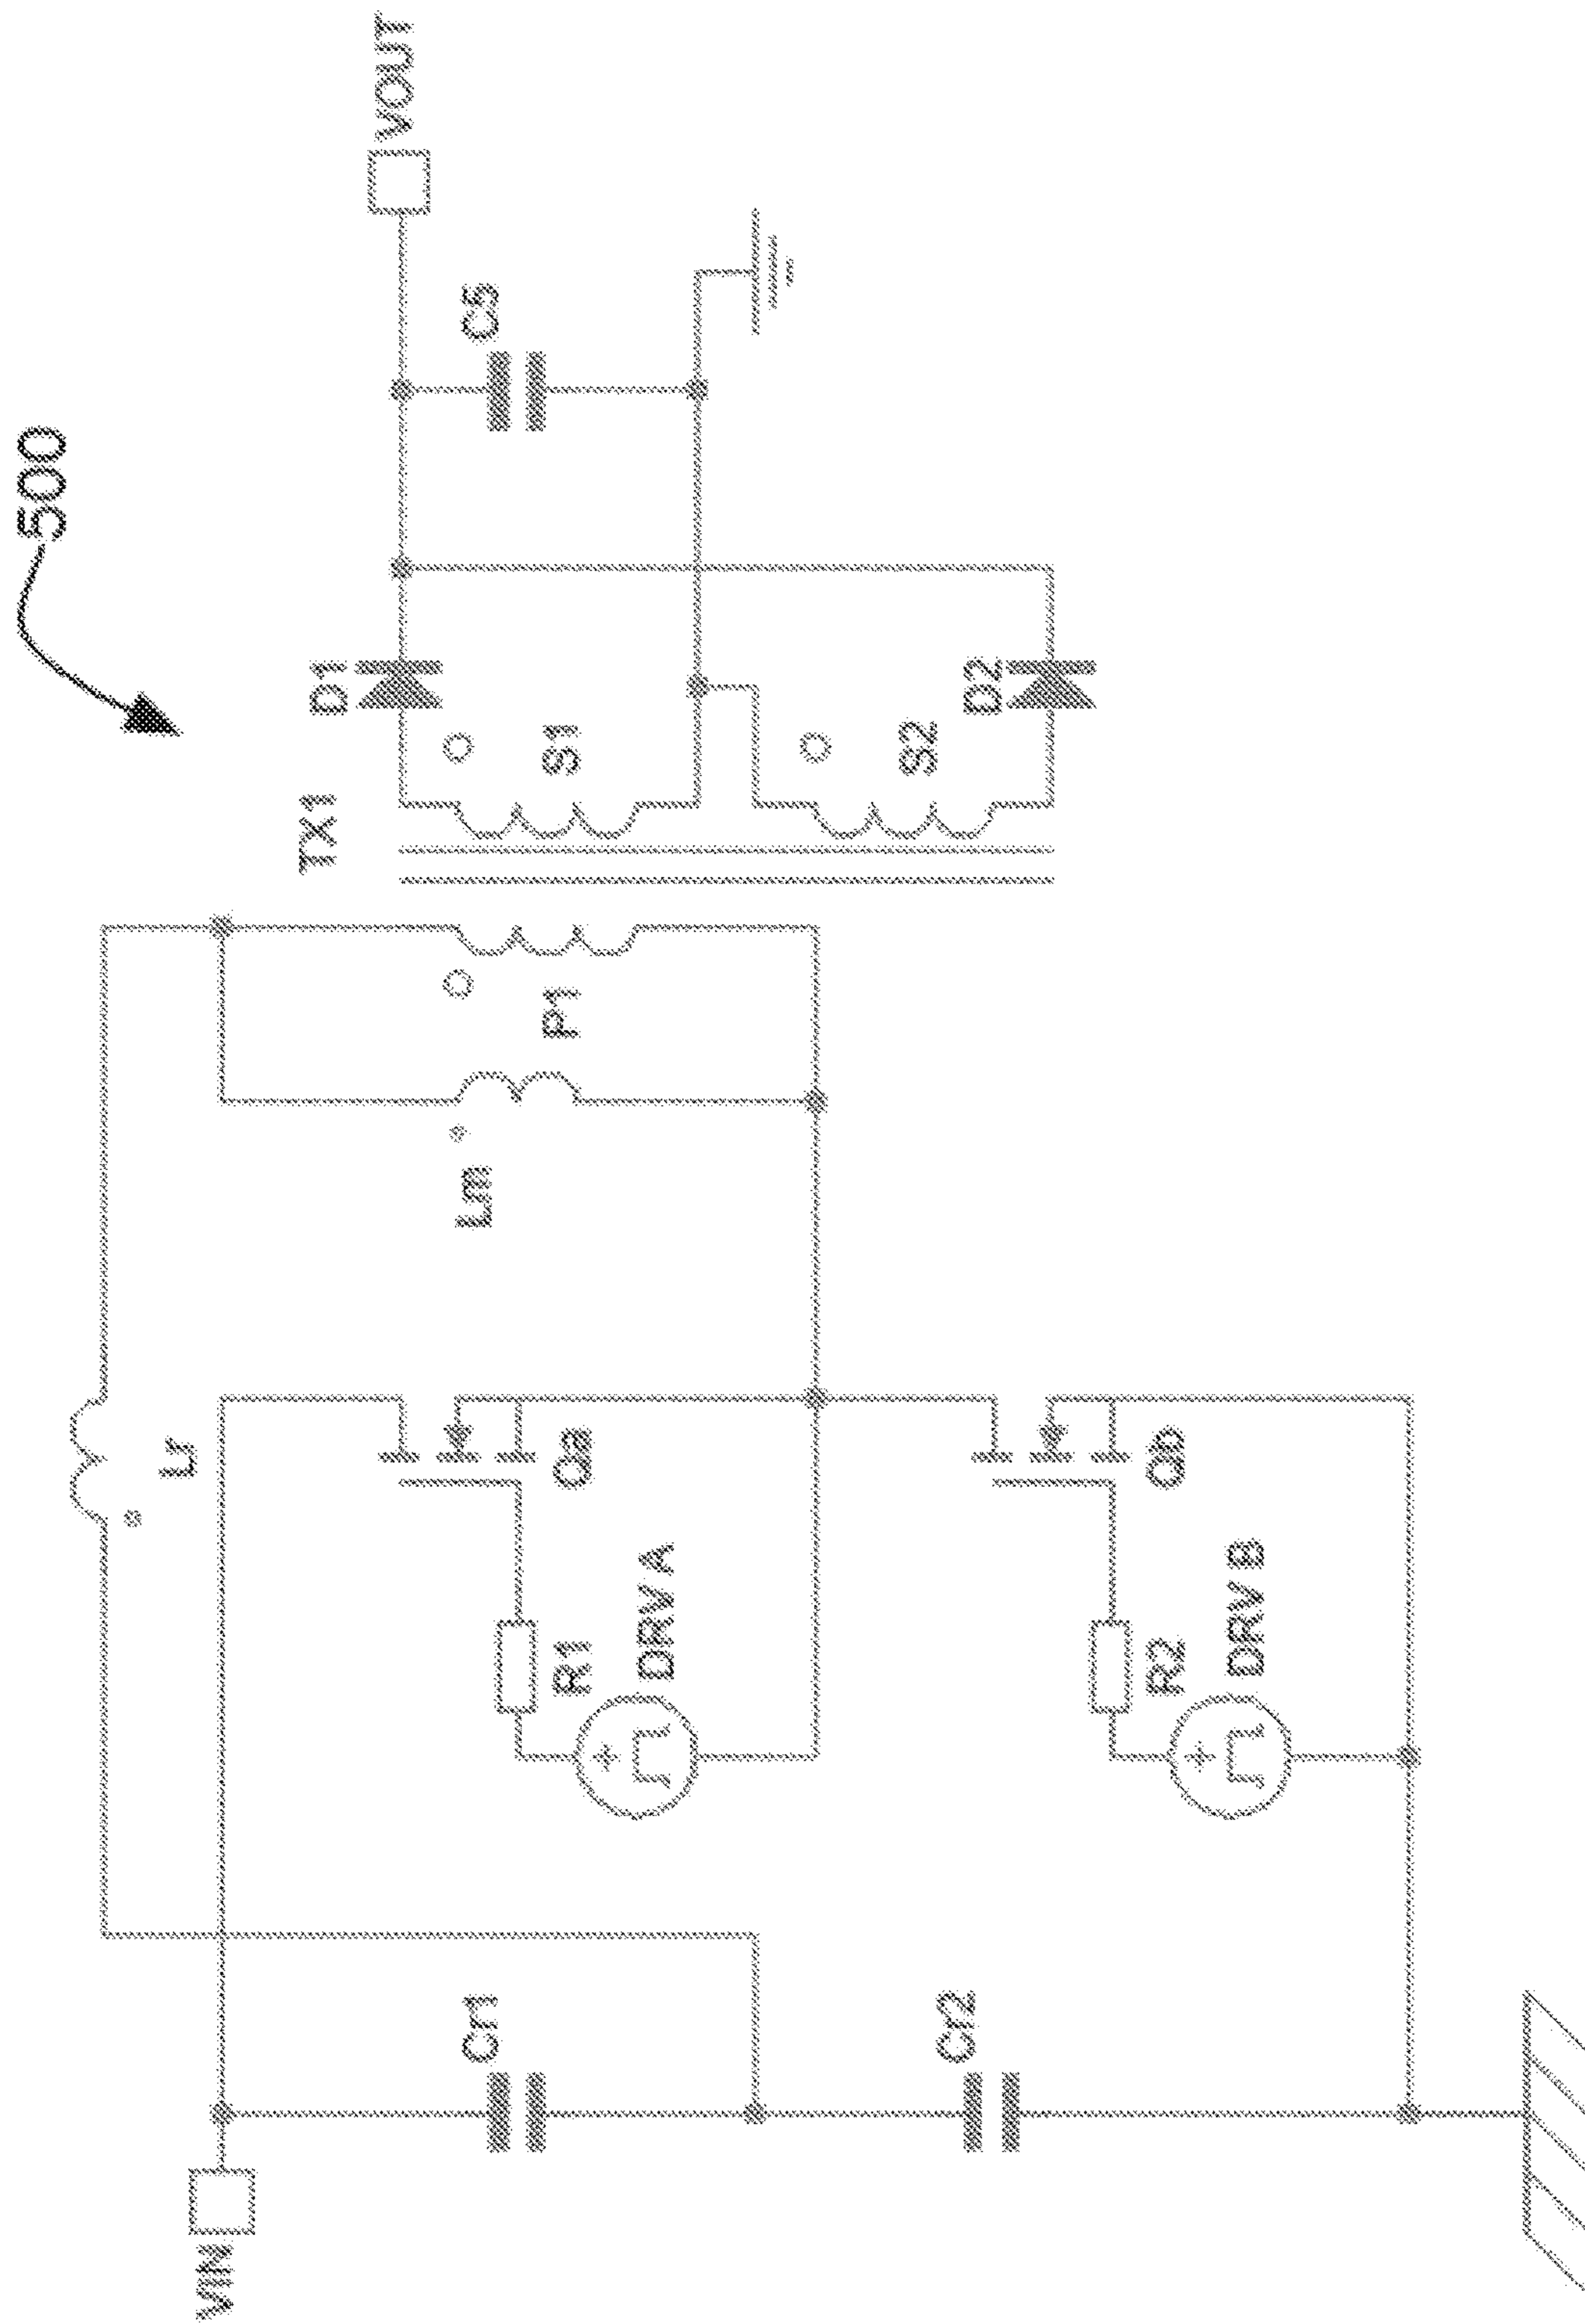 500
VOUT
TX1
D1
C5
S1
S2
D2
P1
Lm
Lr
Qa
R1
DRV A
Qb
R2
DRV B
Cr1
Cr2
VIN